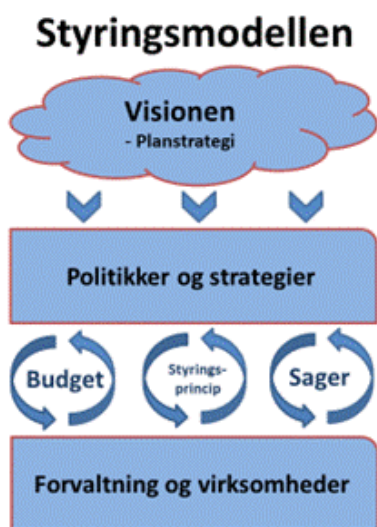 Styringsmodellen
Visionen
- Planstrategi
Politikker og strategier
Budget
Styrings-
princip
Sager
Forvaltning og virksomheder